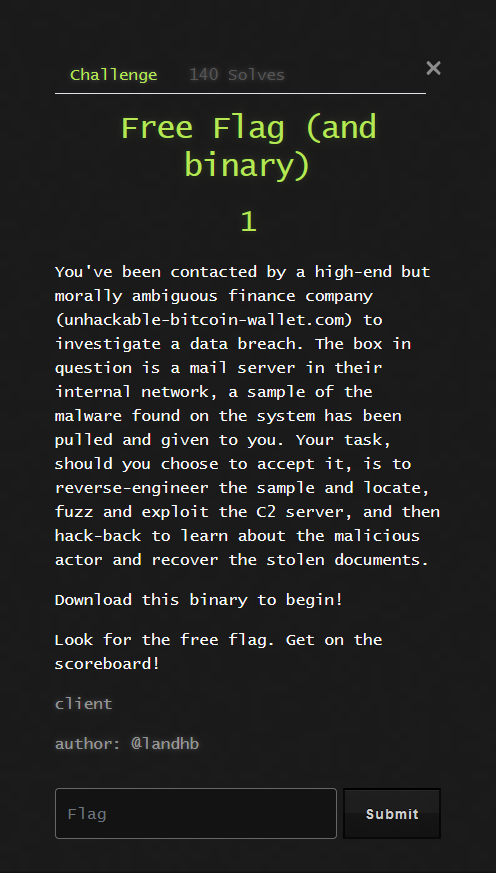 Challenge 140 Solves ×
Free Flag (and
binary)
1
You've been contacted by a high-end but
morally ambiguous finance company
(unhackable-bitcoin-wallet.com) to
investigate a data breach. The box in
question is a mail server in their
internal network, a sample of the
malware found on the system has been
pulled and given to you. Your task,
should you choose to accept it, is to
reverse-engineer the sample and locate,
fuzz and exploit the C2 server, and then
hack-back to learn about the malicious
actor and recover the stolen documents.
Download this binary to begin!
Look for the free flag. Get on the
scoreboard!
client
author: @landhb
Flag Submit